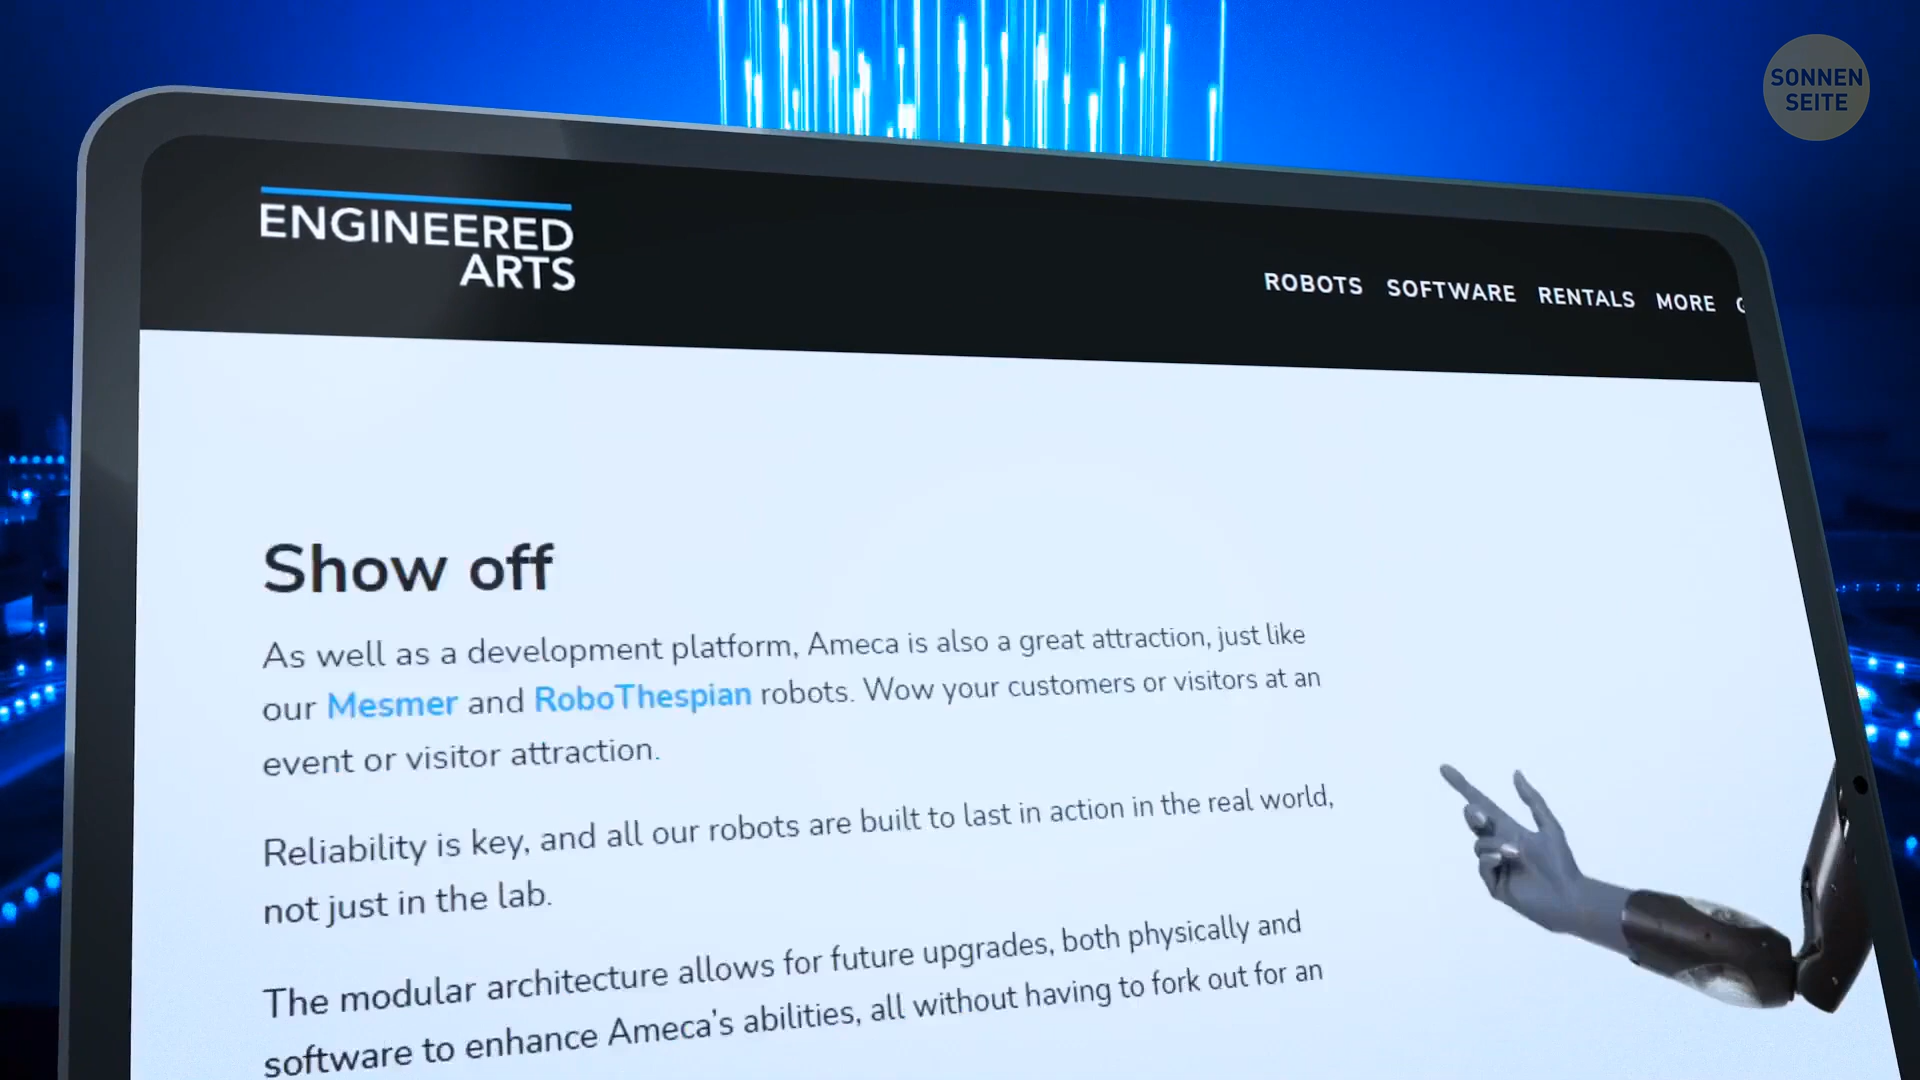 SONNEN
SEITE
ENGINEERED
ARTS
ROBOTS SOFTWARE RENTALS MORE
Show off
As well as a development platform, Ameca is also a great attraction, just like
our Mesmer and RoboThespian robots. Wow your customers or visitors at an
event or visitor attraction.
Reliability is key, and all our robots are built to last in action in the real world,
not just in the lab.
The modular architecture allows for future upgrades, both physically and
software to enhance Ameca's abilities, all without having to fork out for an